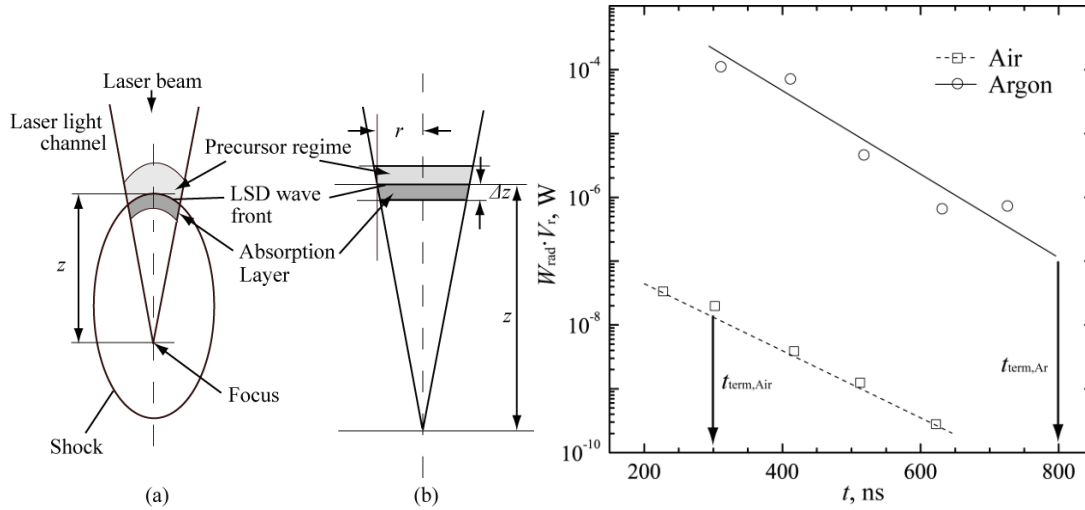 Laser beam
Laser light
channel
Precursor regime
LSD wave
front
Absorption
Layer
z
Focus
Shock
(a)
r
Δz
z
(b)
W_rad·V_r, W
10^-4
10^-6
10^-8
10^-10
Air
Argon
t_term,Air
t_term,Ar
200
400
600
800
t, ns